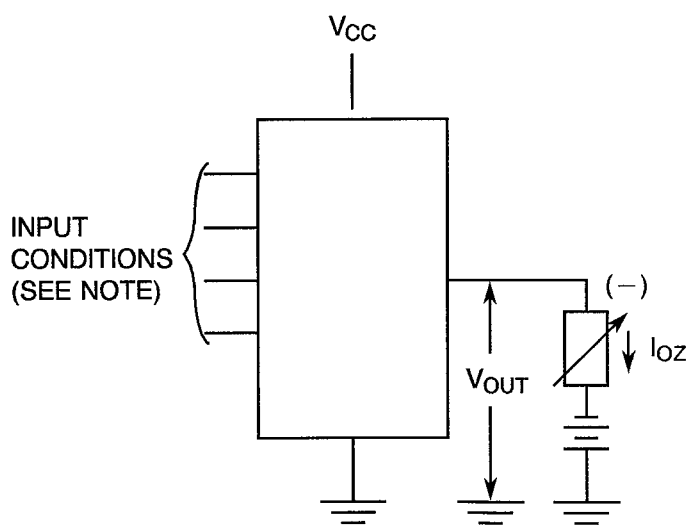 VCC
INPUT
CONDITIONS
(SEE NOTE)
(−)
IOZ
VOUT